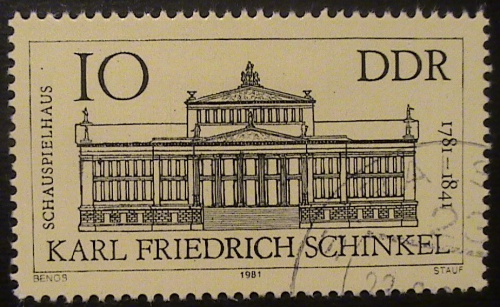 10 DDR
SCHAUSPIELHAUS
1781-1841
KARL FRIEDRICH SCHINKEL
BENGS 1981 STAUF